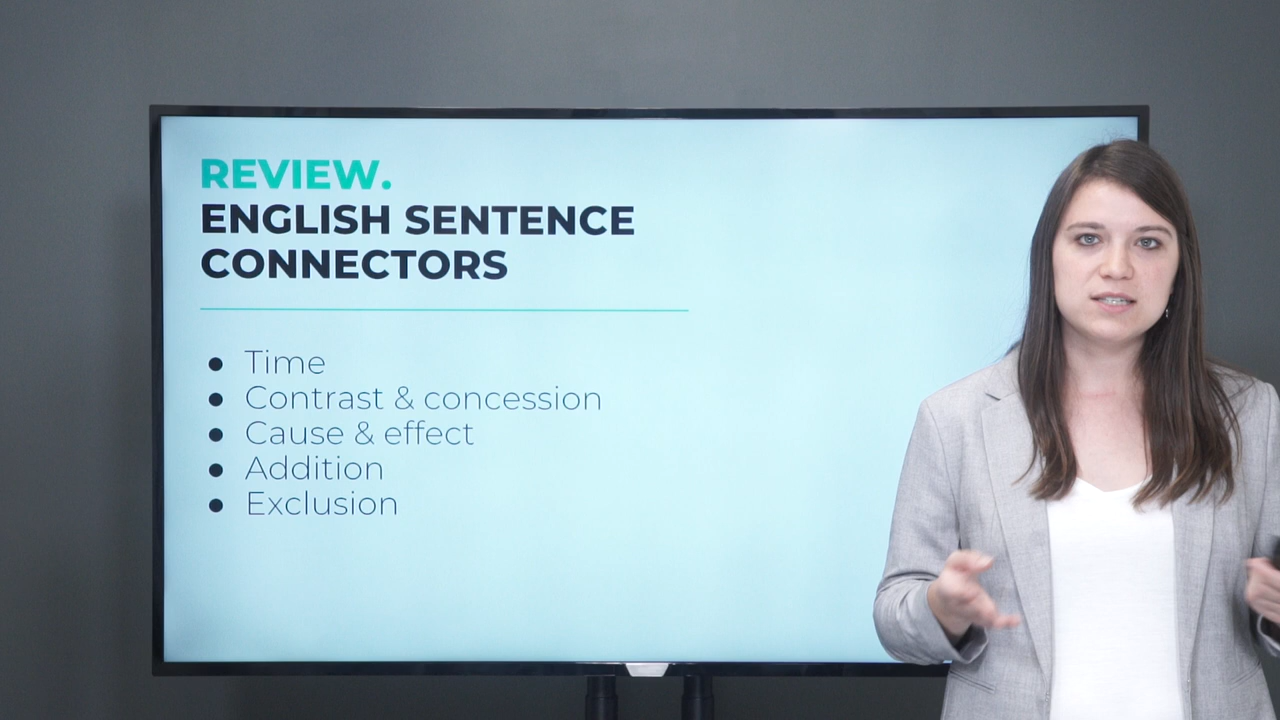 REVIEW.
ENGLISH SENTENCE
CONNECTORS
● Time
● Contrast & concession
● Cause & effect
● Addition
● Exclusion